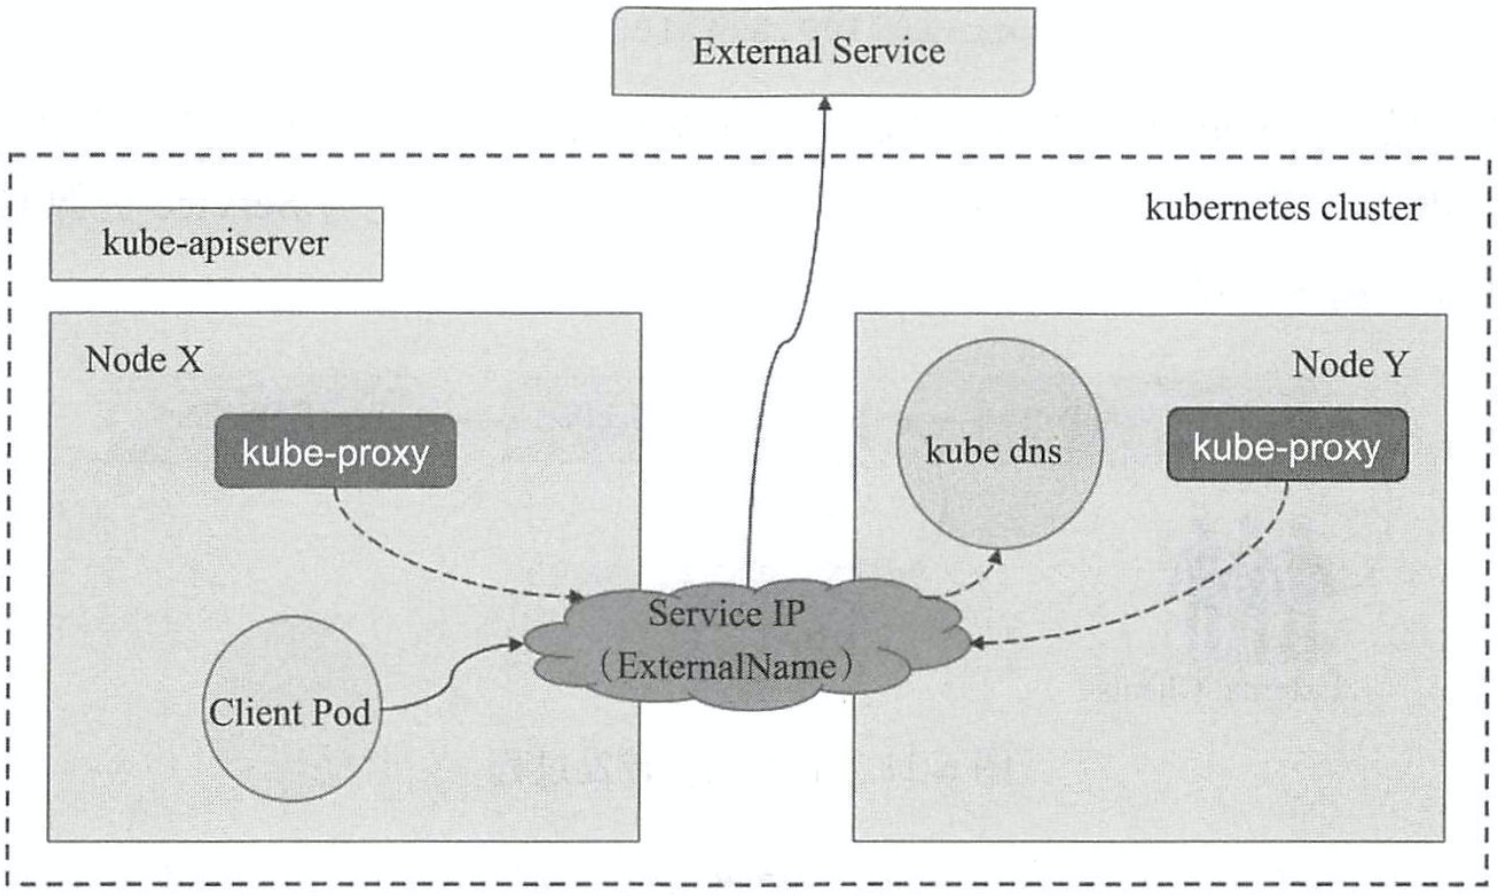 External Service
kubernetes cluster
kube-apiserver
Node X
Node Y
kube-proxy
kube dns
kube-proxy
Service IP
（ExternalName）
Client Pod